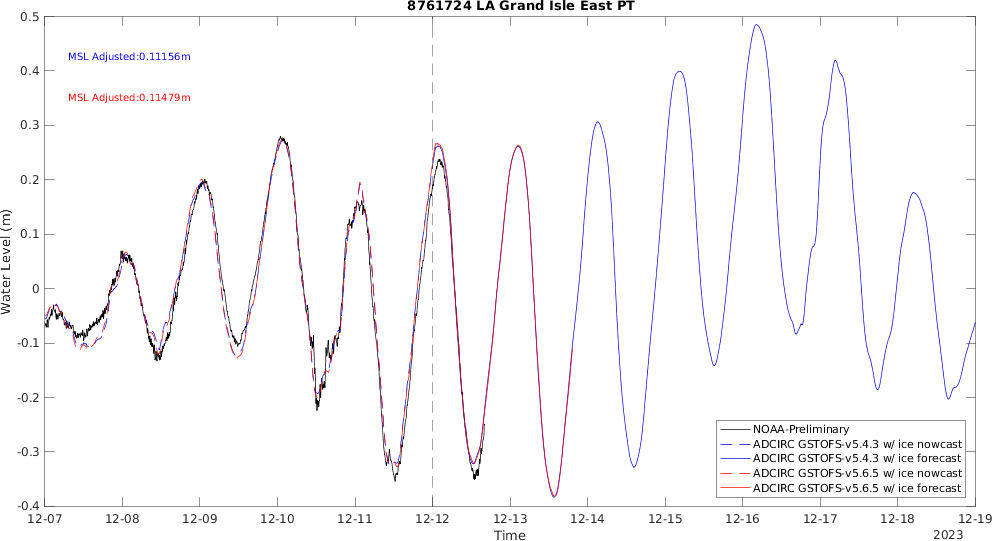 8761724 LA Grand Isle East PT
Water Level (m)
0.5
0.4
0.3
0.2
0.1
0
-0.1
-0.2
-0.3
-0.4
MSL Adjusted:0.11156m
MSL Adjusted:0.11479m
NOAA-Preliminary
ADCIRC GSTOFS-v5.4.3 w/ ice nowcast
ADCIRC GSTOFS-v5.4.3 w/ ice forecast
ADCIRC GSTOFS-v5.6.5 w/ ice nowcast
ADCIRC GSTOFS-v5.6.5 w/ ice forecast
12-07 12-08 12-09 12-10 12-11 12-12 12-13 12-14 12-15 12-16 12-17 12-18 12-19
Time
2023